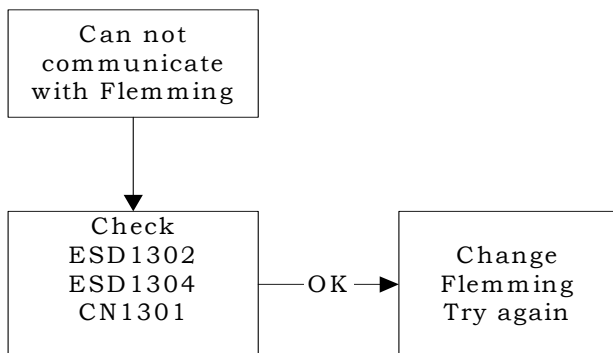 Can not
communicate
with Flemming
Check
ESD1302
ESD1304
CN1301
OK
Change
Flemming
Try again